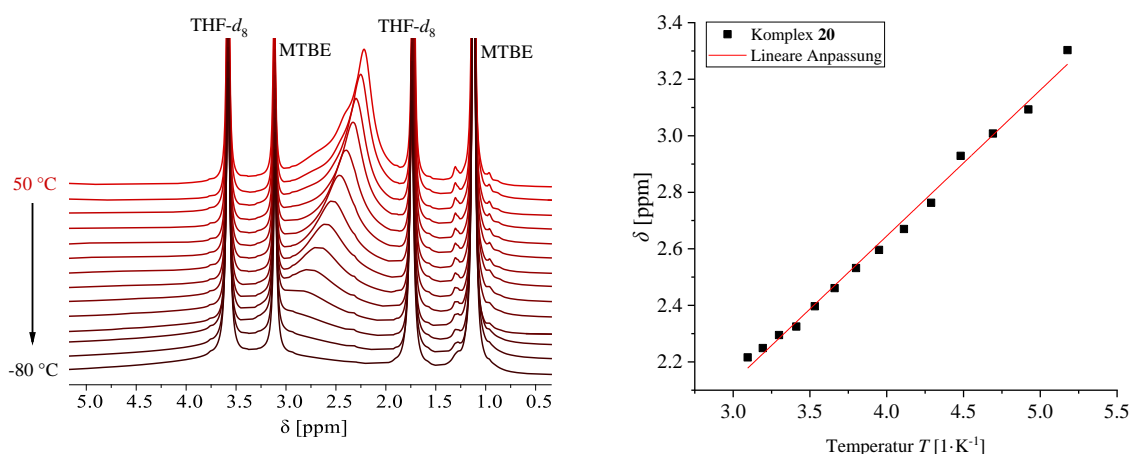 THF-d₈
MTBE
THF-d₈
MTBE
50 °C
-80 °C
5.0 4.5 4.0 3.5 3.0 2.5 2.0 1.5 1.0 0.5
δ [ppm]
Komplex 20
Lineare Anpassung
3.4
3.2
3.0
2.8
2.6
2.4
2.2
δ [ppm]
3.0 3.5 4.0 4.5 5.0 5.5
Temperatur T [1·K⁻¹]